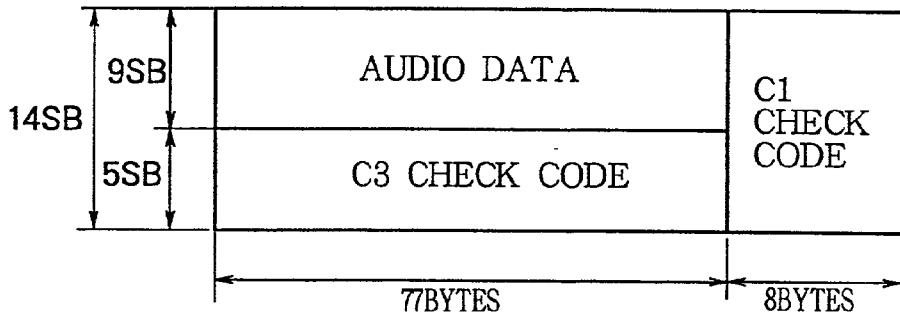 9SB
AUDIO DATA
14SB
5SB
C3 CHECK CODE
C1
CHECK
CODE
77BYTES
8BYTES